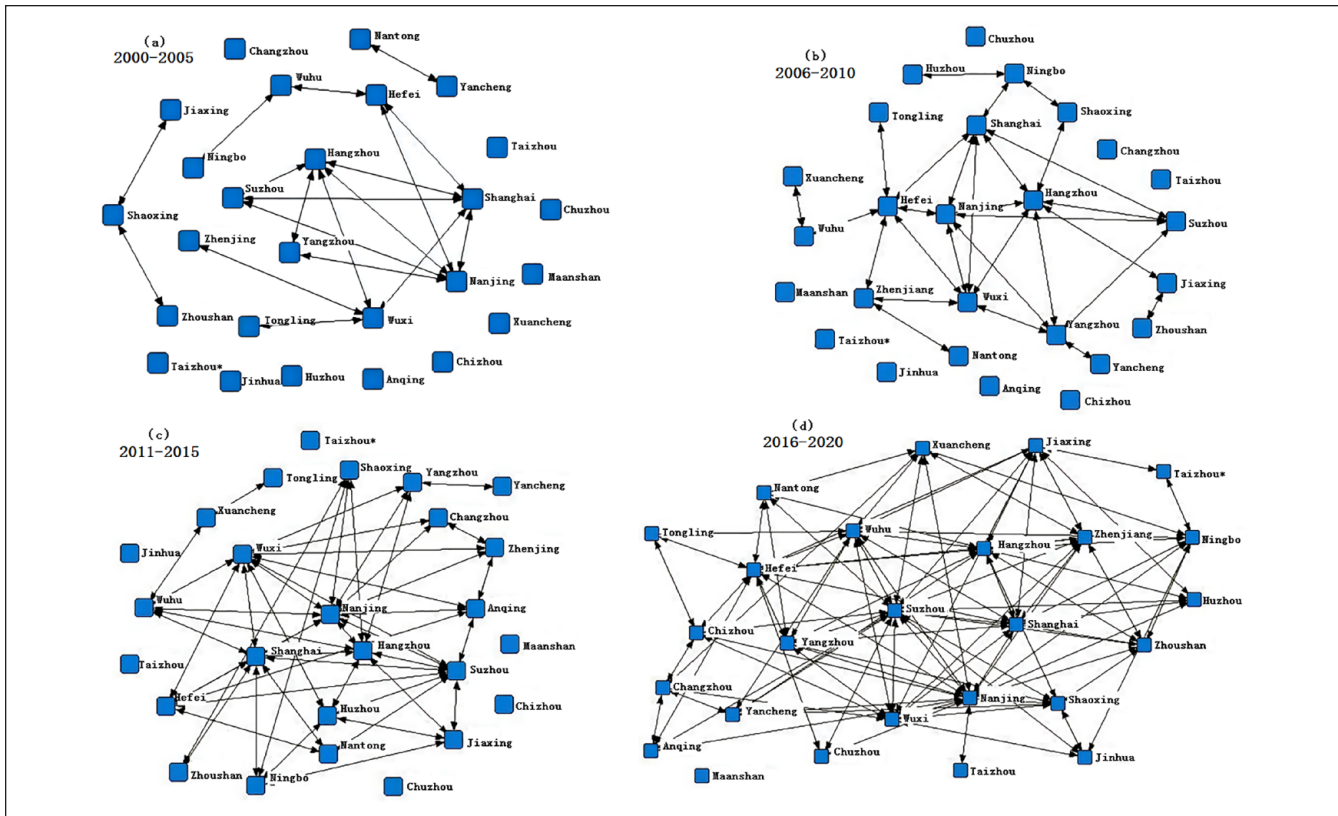 (a)
2000-2005
Nantong
Changzhou
Yancheng
Wuhu
Hefei
Jiaxing
Taizhou
Hangzhou
Ningbo
Suzhou
Shanghai
Chuzhou
Shaoxing
Zhenjing
Yangzhou
Nanjing
Maanshan
Zhoushan
Tongling
Wuxi
Xuancheng
Chizhou
Taizhou*
Jinhua
Huzhou
Anqing
(b)
2006-2010
Chuzhou
Huzhou
Ningbo
Tongling
Shanghai
Shaoxing
Changzhou
Xuancheng
Taizhou
Hefei
Nanjing
Hangzhou
Suzhou
Wuhu
Maanshan
Zhenjiang
Wuxi
Jiaxing
Zhoushan
Yangzhou
Taizhou*
Nantong
Yancheng
Jinhua
Anqing
Chizhou
(c)
2011-2015
Taizhou*
Shaoxing
Tongling
Yangzhou
Yancheng
Xuancheng
Changzhou
Jinhua
Wuxi
Zhenjing
Wuhu
Nanjing
Anqing
Taizhou
Shanghai
Hangzhou
Maanshan
Suzhou
Hefei
Huzhou
Chizhou
Nantong
Jiaxing
Zhoushan
Ningbo
Chuzhou
(d)
2016-2020
Xuancheng
Jiaxing
Taizhou*
Nantong
Tongling
Wuhu
Hangzhou
Zhenjiang
Ningbo
Hefei
Suzhou
Huzhou
Shanghai
Chizhou
Yangzhou
Zhoushan
Changzhou
Yancheng
Nanjing
Shaoxing
Wuxi
Anqing
Chuzhou
Jinhua
Maanshan
Taizhou